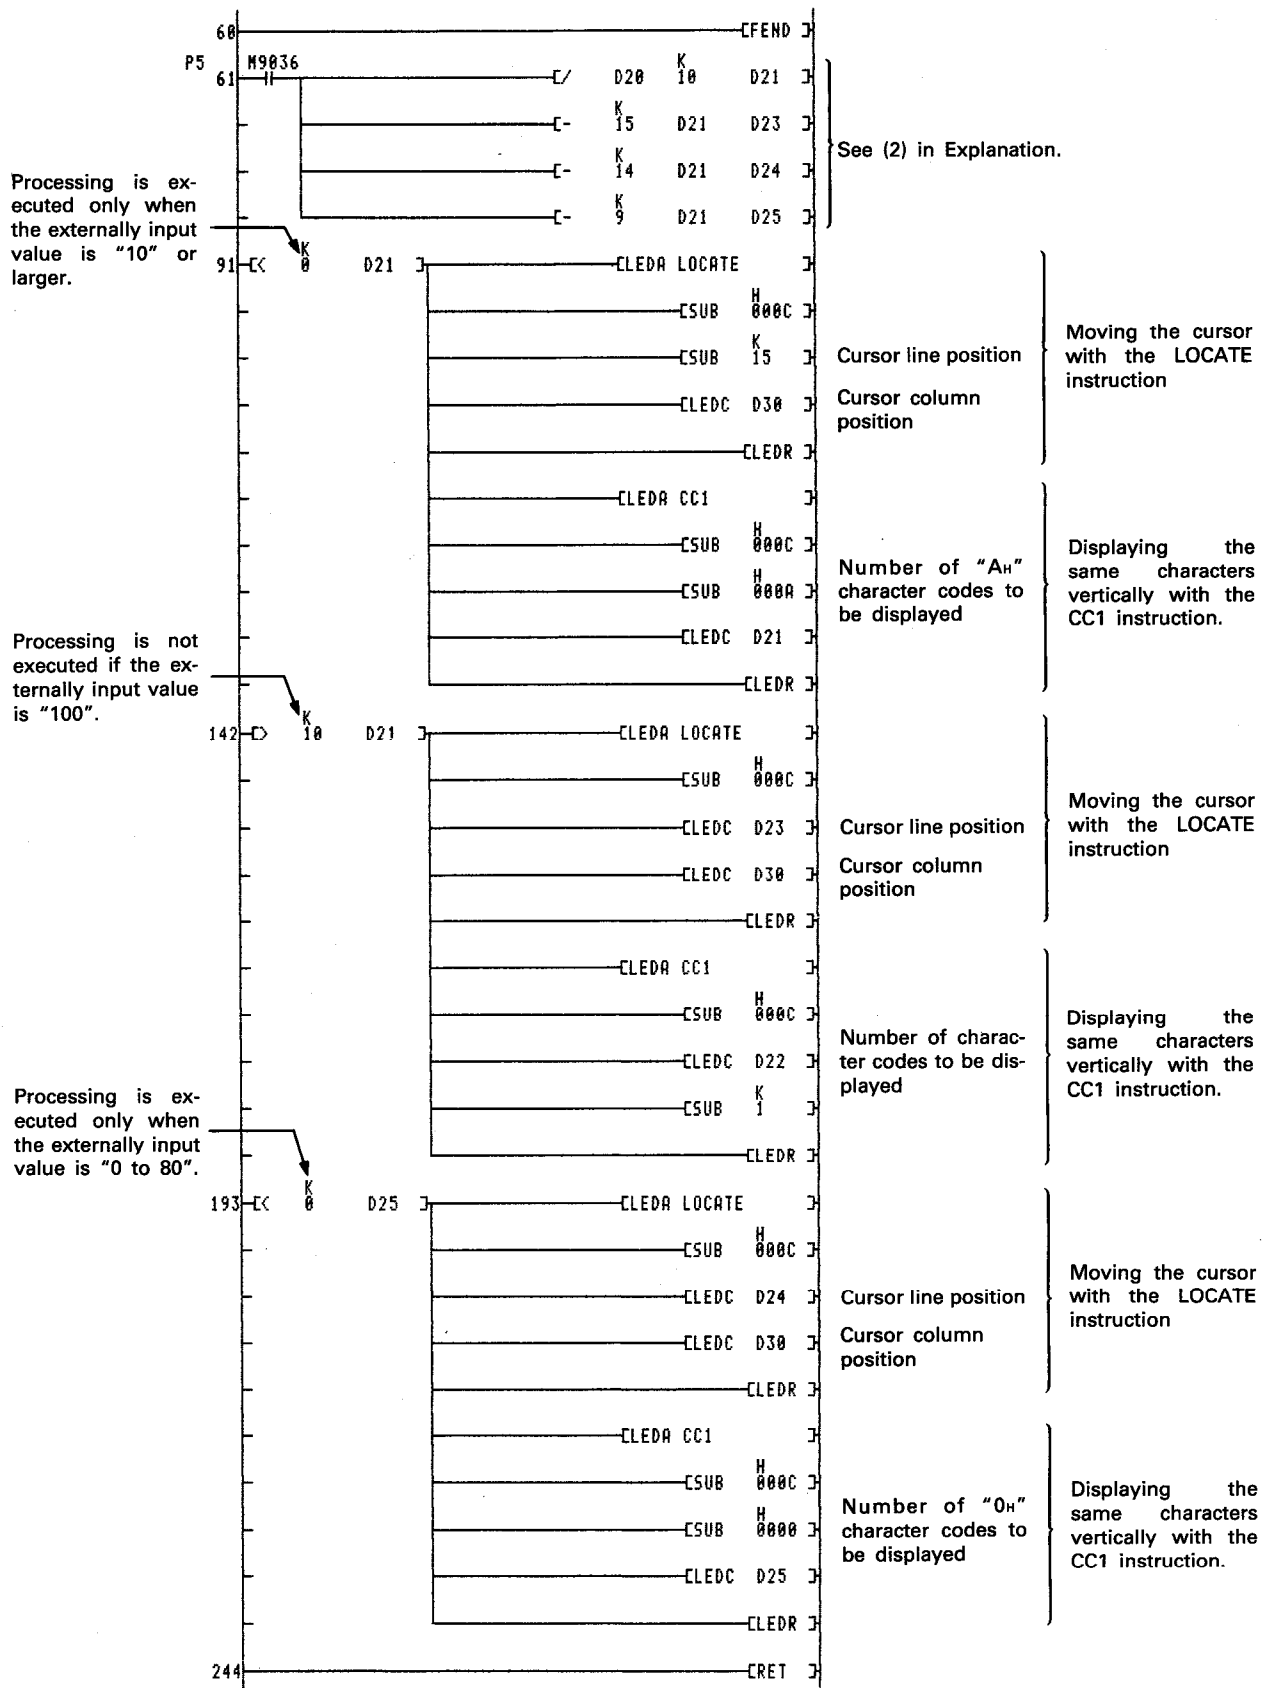 60 [FEND ]
P5 61 M9036 [/ D20 K 10 D21 ]
[- K 15 D21 D23 ]
[- K 14 D21 D24 ]
[- K 9 D21 D25 ]
See (2) in Explanation.
Processing is ex-
ecuted only when
the externally input
value is "10" or
larger.
91 [< K 0 D21 ] [LEDA LOCATE ]
[SUB H 000C ]
[SUB K 15 ] Cursor line position
[LEDC D30 ] Cursor column
position
[LEDR ]
Moving the cursor
with the LOCATE
instruction
[LEDA CC1 ]
[SUB H 000C ]
[SUB H 000A ]
[LEDC D21 ]
[LEDR ]
Number of "AH"
character codes to
be displayed
Displaying the
same characters
vertically with the
CC1 instruction.
Processing is not
executed if the ex-
ternally input value
is "100".
142 [> K 10 D21 ] [LEDA LOCATE ]
[SUB H 000C ]
[LEDC D23 ] Cursor line position
[LEDC D30 ] Cursor column
position
[LEDR ]
Moving the cursor
with the LOCATE
instruction
[LEDA CC1 ]
[SUB H 000C ]
[LEDC D22 ]
[SUB K 1 ]
[LEDR ]
Number of charac-
ter codes to be dis-
played
Displaying the
same characters
vertically with the
CC1 instruction.
Processing is ex-
ecuted only when
the externally input
value is "0 to 80".
193 [< K 0 D25 ] [LEDA LOCATE ]
[SUB H 000C ]
[LEDC D24 ] Cursor line position
[LEDC D30 ] Cursor column
position
[LEDR ]
Moving the cursor
with the LOCATE
instruction
[LEDA CC1 ]
[SUB H 000C ]
[SUB H 0000 ]
[LEDC D25 ]
[LEDR ]
Number of "0H"
character codes to
be displayed
Displaying the
same characters
vertically with the
CC1 instruction.
244 [RET ]